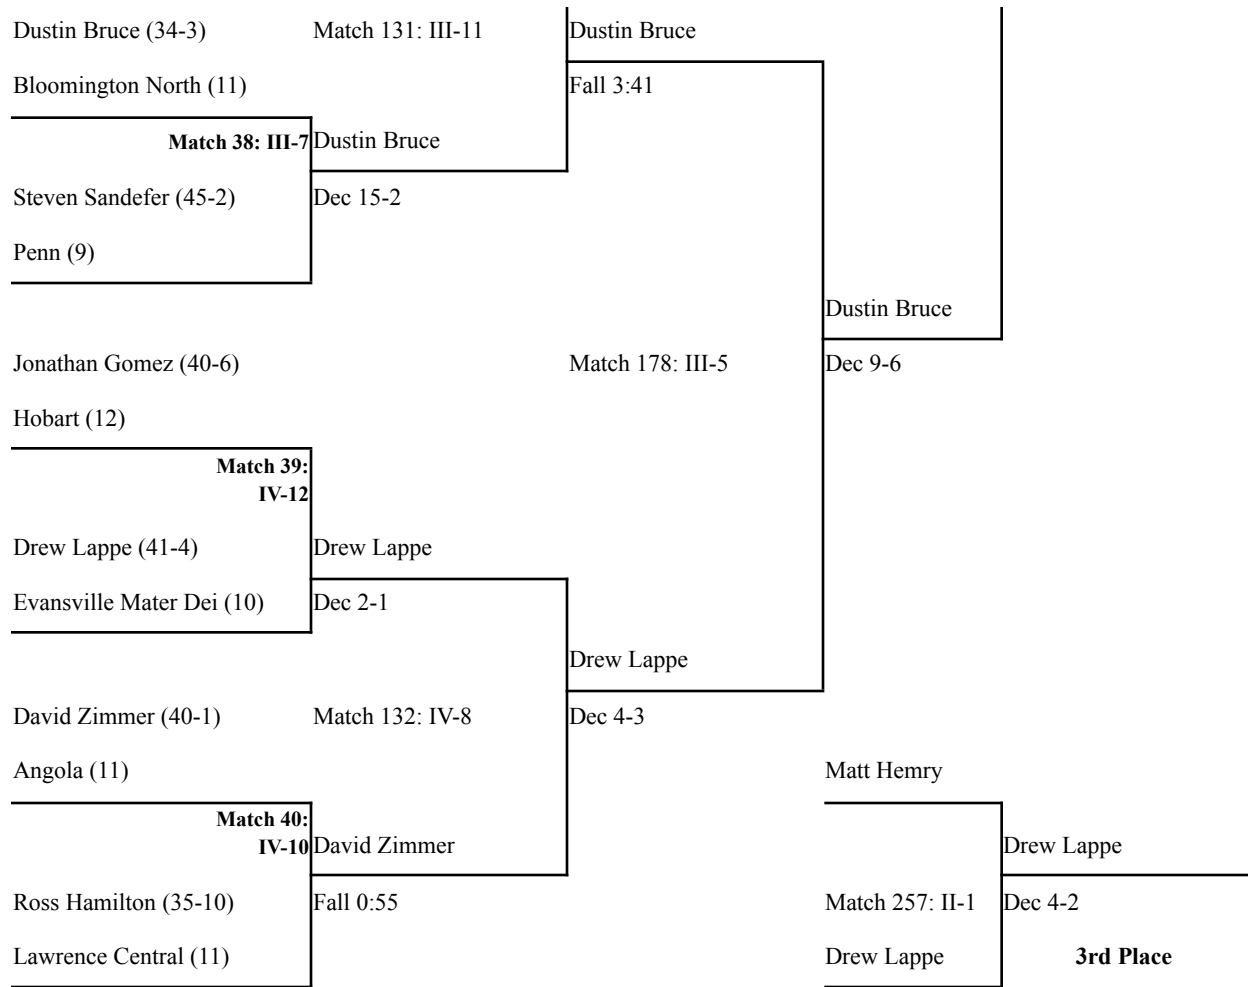 Dustin Bruce (34-3)
Match 131: III-11
Dustin Bruce
Bloomington North (11)
Fall 3:41
Match 38: III-7
Dustin Bruce
Steven Sandefer (45-2)
Dec 15-2
Penn (9)
Dustin Bruce
Jonathan Gomez (40-6)
Match 178: III-5
Dec 9-6
Hobart (12)
Match 39:
IV-12
Drew Lappe (41-4)
Drew Lappe
Evansville Mater Dei (10)
Dec 2-1
Drew Lappe
David Zimmer (40-1)
Match 132: IV-8
Dec 4-3
Angola (11)
Matt Hemry
Match 40:
IV-10
David Zimmer
Drew Lappe
Ross Hamilton (35-10)
Fall 0:55
Match 257: II-1
Dec 4-2
Lawrence Central (11)
Drew Lappe
3rd Place